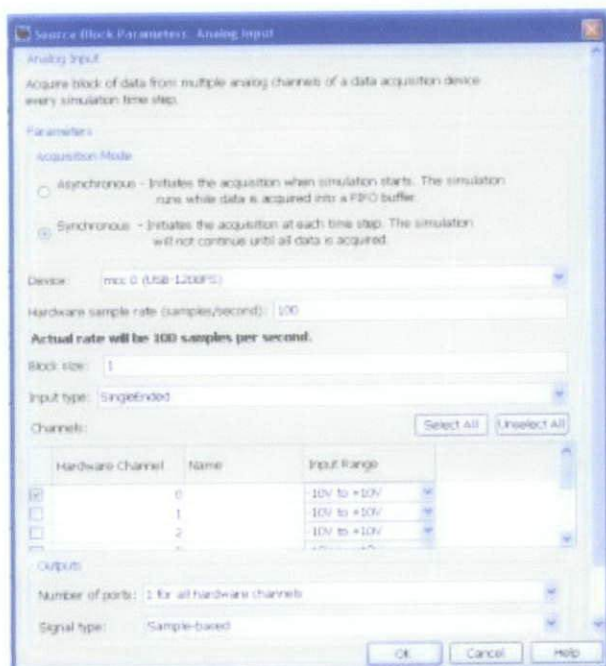 Source Block Parameters: Analog Input
Analog Input
Acquire block of data from multiple analog channels of a data acquisition device
every simulation time step.
Parameters
Acquisition Mode
Asynchronous - Initiates the acquisition when simulation starts. The simulation
runs while data is acquired into a FIFO buffer.
Synchronous - Initiates the acquisition at each time step. The simulation
will not continue until all data is acquired.
Device: mcc 0 (USB-1208FS)
Hardware sample rate (samples/second): 100
Actual rate will be 100 samples per second.
Block size: 1
Input type: SingleEnded
Channels: Select All Unselect All
Hardware Channel Name Input Range
0 -10V to +10V
1 -10V to +10V
2 -10V to +10V
Outputs
Number of ports: 1 for all hardware channels
Signal type: Sample-based
OK Cancel Help